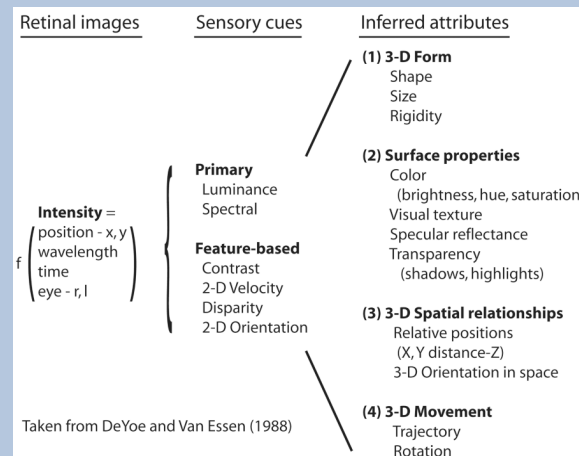 Retinal images
Sensory cues
Inferred attributes
Intensity =
f
position - x, y
wavelength
time
eye - r, l
Primary
Luminance
Spectral
Feature-based
Contrast
2-D Velocity
Disparity
2-D Orientation
(1) 3-D Form
Shape
Size
Rigidity
(2) Surface properties
Color
(brightness, hue, saturation
Visual texture
Specular reflectance
Transparency
(shadows, highlights)
(3) 3-D Spatial relationships
Relative positions
(X, Y distance-Z)
3-D Orientation in space
(4) 3-D Movement
Trajectory
Rotation
Taken from DeYoe and Van Essen (1988)